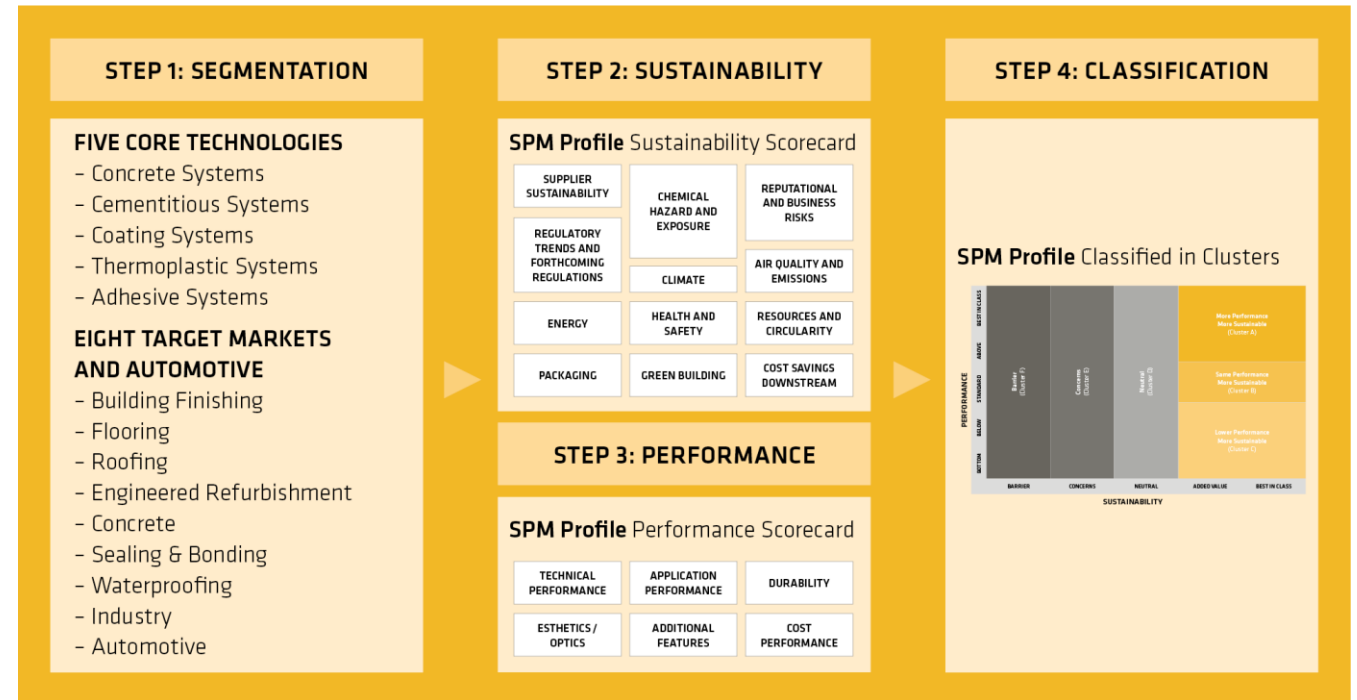 STEP 1: SEGMENTATION
FIVE CORE TECHNOLOGIES
– Concrete Systems
– Cementitious Systems
– Coating Systems
– Thermoplastic Systems
– Adhesive Systems
EIGHT TARGET MARKETS
AND AUTOMOTIVE
– Building Finishing
– Flooring
– Roofing
– Engineered Refurbishment
– Concrete
– Sealing & Bonding
– Waterproofing
– Industry
– Automotive
STEP 2: SUSTAINABILITY
SPM Profile Sustainability Scorecard
SUPPLIER
SUSTAINABILITY
REGULATORY
TRENDS AND
FORTHCOMING
REGULATIONS
ENERGY
PACKAGING
CHEMICAL
HAZARD AND
EXPOSURE
CLIMATE
HEALTH AND
SAFETY
GREEN BUILDING
REPUTATIONAL
AND BUSINESS
RISKS
AIR QUALITY AND
EMISSIONS
RESOURCES AND
CIRCULARITY
COST SAVINGS
DOWNSTREAM
STEP 3: PERFORMANCE
SPM Profile Performance Scorecard
TECHNICAL
PERFORMANCE
APPLICATION
PERFORMANCE
DURABILITY
ESTHETICS /
OPTICS
ADDITIONAL
FEATURES
COST
PERFORMANCE
STEP 4: CLASSIFICATION
SPM Profile Classified in Clusters
PERFORMANCE
BEST IN CLASS
ABOVE
STANDARD
BELOW
BOTTOM
Barrier
(Cluster F)
Concerns
(Cluster E)
Neutral
(Cluster D)
More Performance
More Sustainable
(Cluster A)
Same Performance
More Sustainable
(Cluster B)
Lower Performance
More Sustainable
(Cluster C)
BARRIER
CONCERNS
NEUTRAL
ADDED VALUE
BEST IN CLASS
SUSTAINABILITY